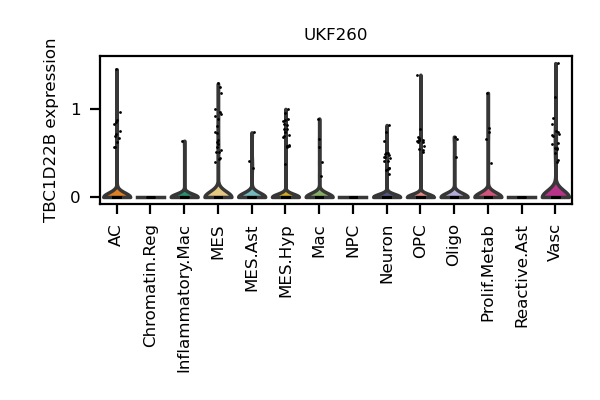 UKF260
TBC1D22B expression
1
0
AC
Chromatin.Reg
Inflammatory.Mac
MES
MES.Ast
MES.Hyp
Mac
NPC
Neuron
OPC
Oligo
Prolif.Metab
Reactive.Ast
Vasc